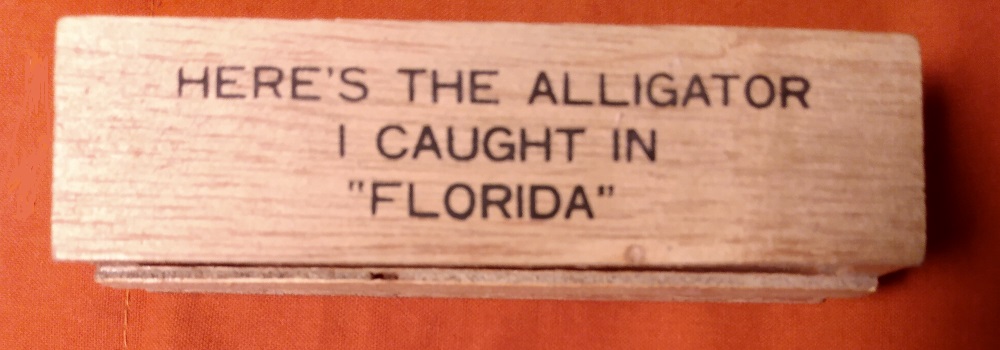 HERE'S THE ALLIGATOR
I CAUGHT IN
"FLORIDA"